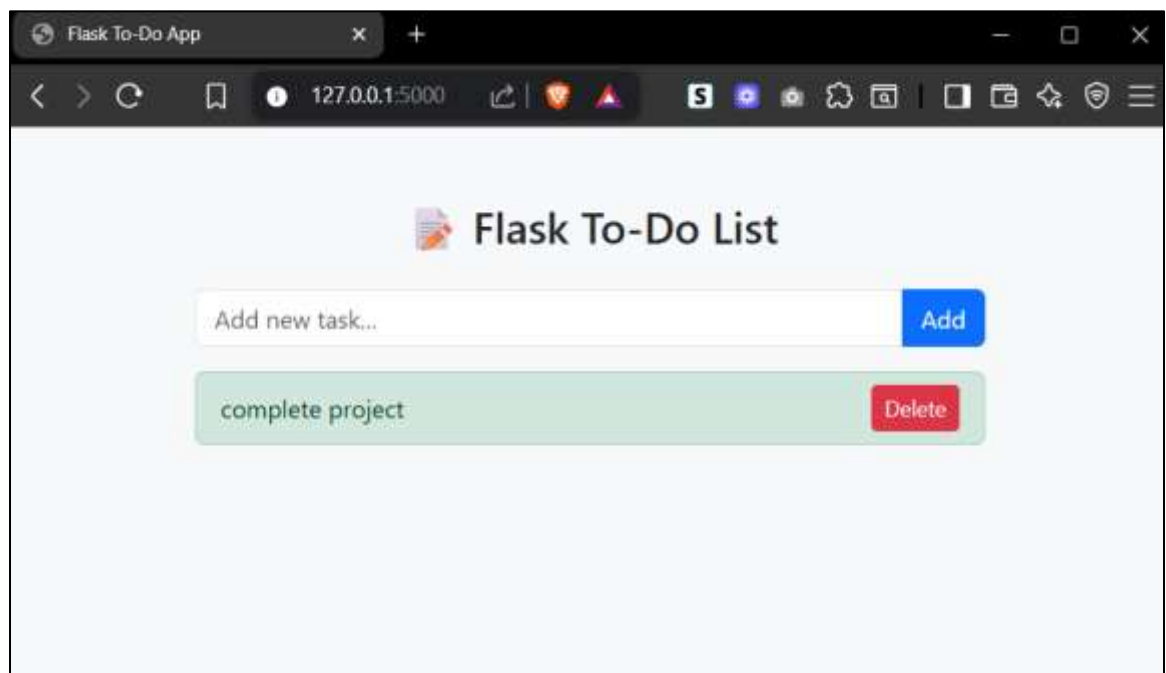 Flask To-Do App
127.0.0.1:5000
S
📝 Flask To-Do List
Add new task...
Add
complete project
Delete